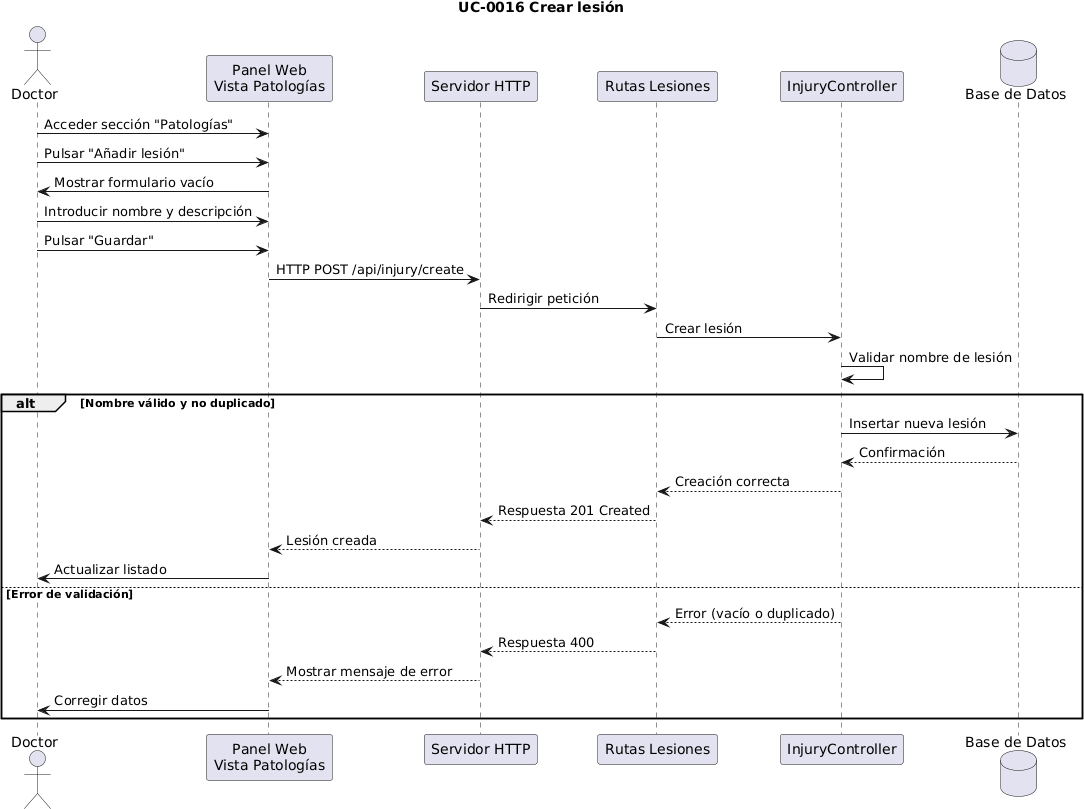 UC-0016 Crear lesión
Doctor
Panel Web
Vista Patologías
Servidor HTTP
Rutas Lesiones
InjuryController
Base de Datos
Acceder sección "Patologías"
Pulsar "Añadir lesión"
Mostrar formulario vacío
Introducir nombre y descripción
Pulsar "Guardar"
HTTP POST /api/injury/create
Redirigir petición
Crear lesión
Validar nombre de lesión
alt
[Nombre válido y no duplicado]
Insertar nueva lesión
Confirmación
Creación correcta
Respuesta 201 Created
Lesión creada
Actualizar listado
[Error de validación]
Error (vacío o duplicado)
Respuesta 400
Mostrar mensaje de error
Corregir datos
Doctor
Panel Web
Vista Patologías
Servidor HTTP
Rutas Lesiones
InjuryController
Base de Datos